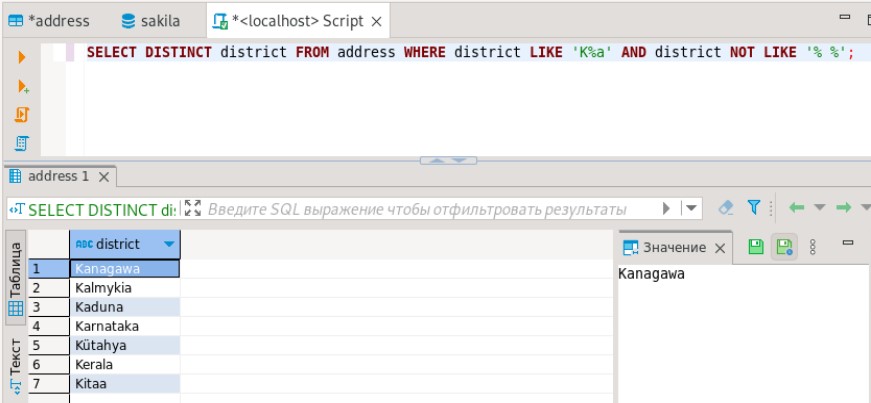 *address
sakila
*<localhost> Script
SELECT DISTINCT district FROM address WHERE district LIKE 'K%a' AND district NOT LIKE '% %';
address 1
SELECT DISTINCT dis
Введите SQL выражение чтобы отфильтровать результаты
Таблица
Текст
ABC district
1 Kanagawa
2 Kalmykia
3 Kaduna
4 Karnataka
5 Kütahya
6 Kerala
7 Kitaa
Значение
Kanagawa